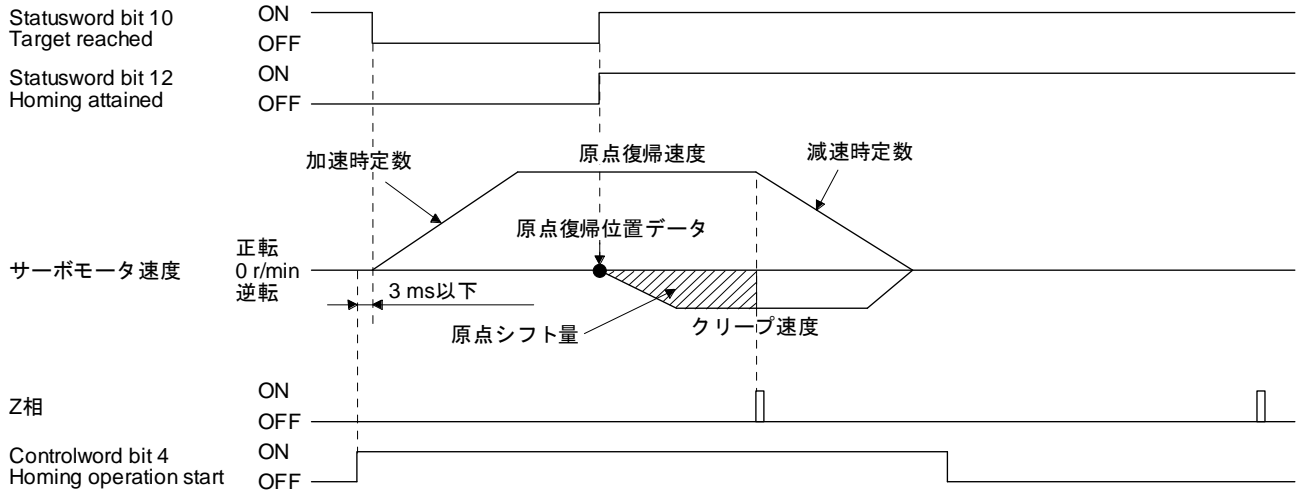 Statusword bit 10
Target reached
ON
OFF
Statusword bit 12
Homing attained
ON
OFF
加速時定数
原点復帰速度
減速時定数
原点復帰位置データ
サーボモータ速度
正転
0 r/min
逆転
3 ms以下
原点シフト量
クリープ速度
Z相
ON
OFF
Controlword bit 4
Homing operation start
ON
OFF